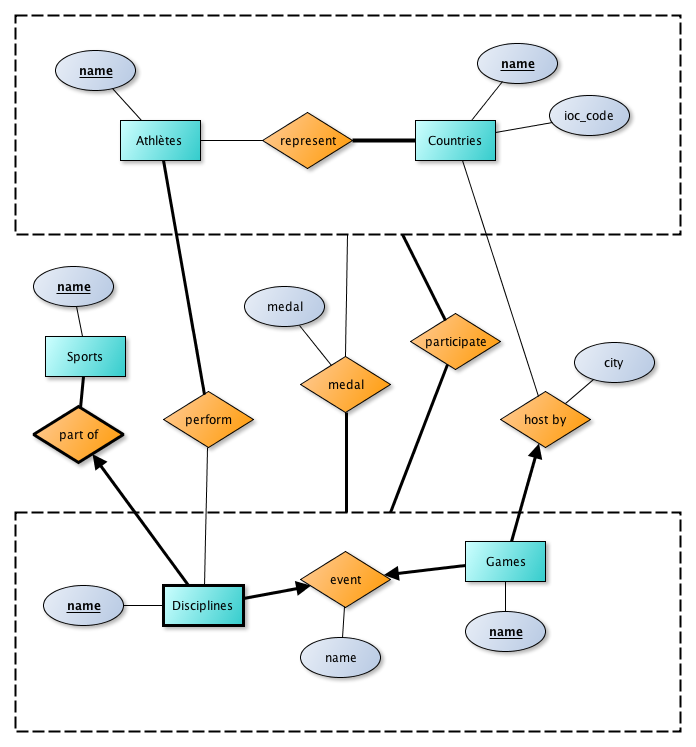 name
name
ioc_code
Athlètes
represent
Countries
name
medal
participate
Sports
city
medal
perform
host by
part of
Games
event
name
Disciplines
name
name